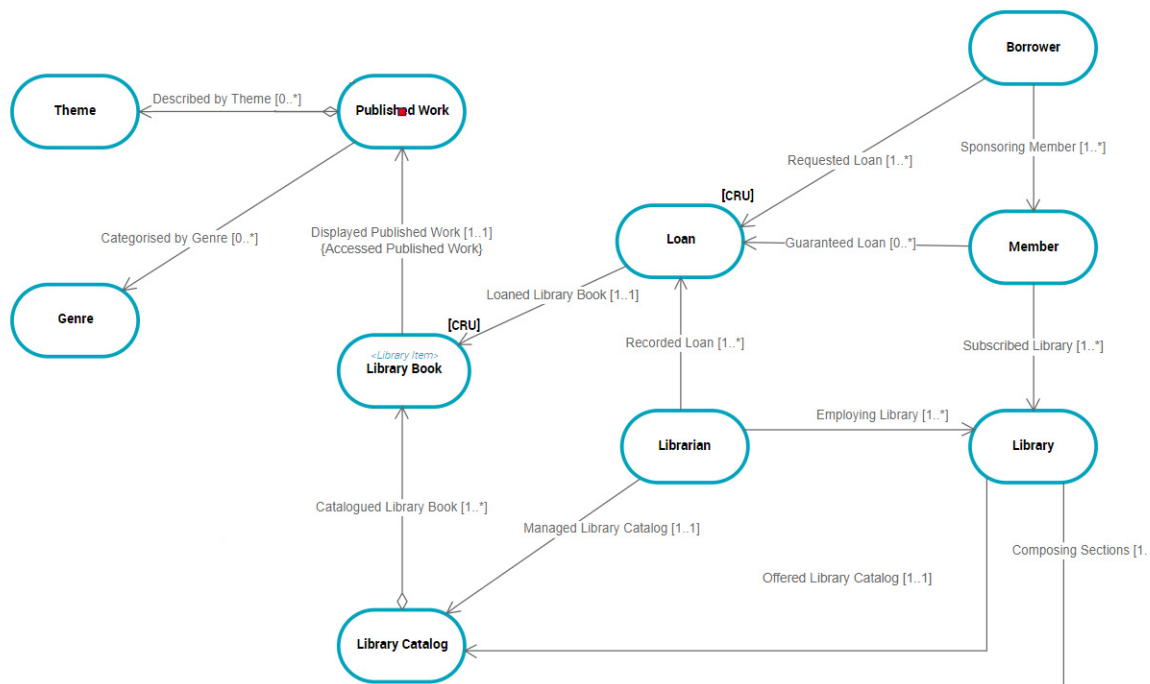 Borrower
Theme
Described by Theme [0..*]
Published Work
Sponsoring Member [1..*]
Requested Loan [1..*]
[CRU]
Categorised by Genre [0..*]
Displayed Published Work [1..1]
{Accessed Published Work}
Loan
Guaranteed Loan [0..*]
Member
Genre
Loaned Library Book [1..1]
[CRU]
Recorded Loan [1..*]
Subscribed Library [1..*]
<Library Item>
Library Book
Employing Library [1..*]
Librarian
Library
Catalogued Library Book [1..*]
Managed Library Catalog [1..1]
Composing Sections [1.
Offered Library Catalog [1..1]
Library Catalog